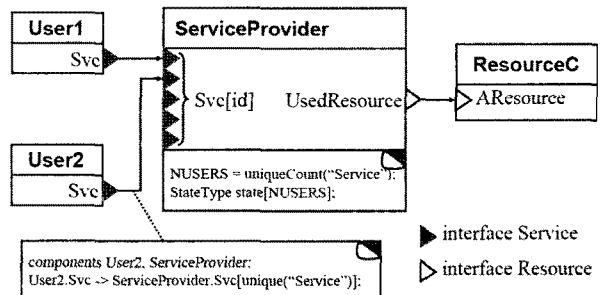 User1
Svc
ServiceProvider
Svc[id]
UsedResource
NUSERS = uniqueCount("Service");
StateType state[NUSERS];
ResourceC
AResource
User2
Svc
components User2, ServiceProvider;
User2.Svc -> ServiceProvider.Svc[unique("Service")];
interface Service
interface Resource